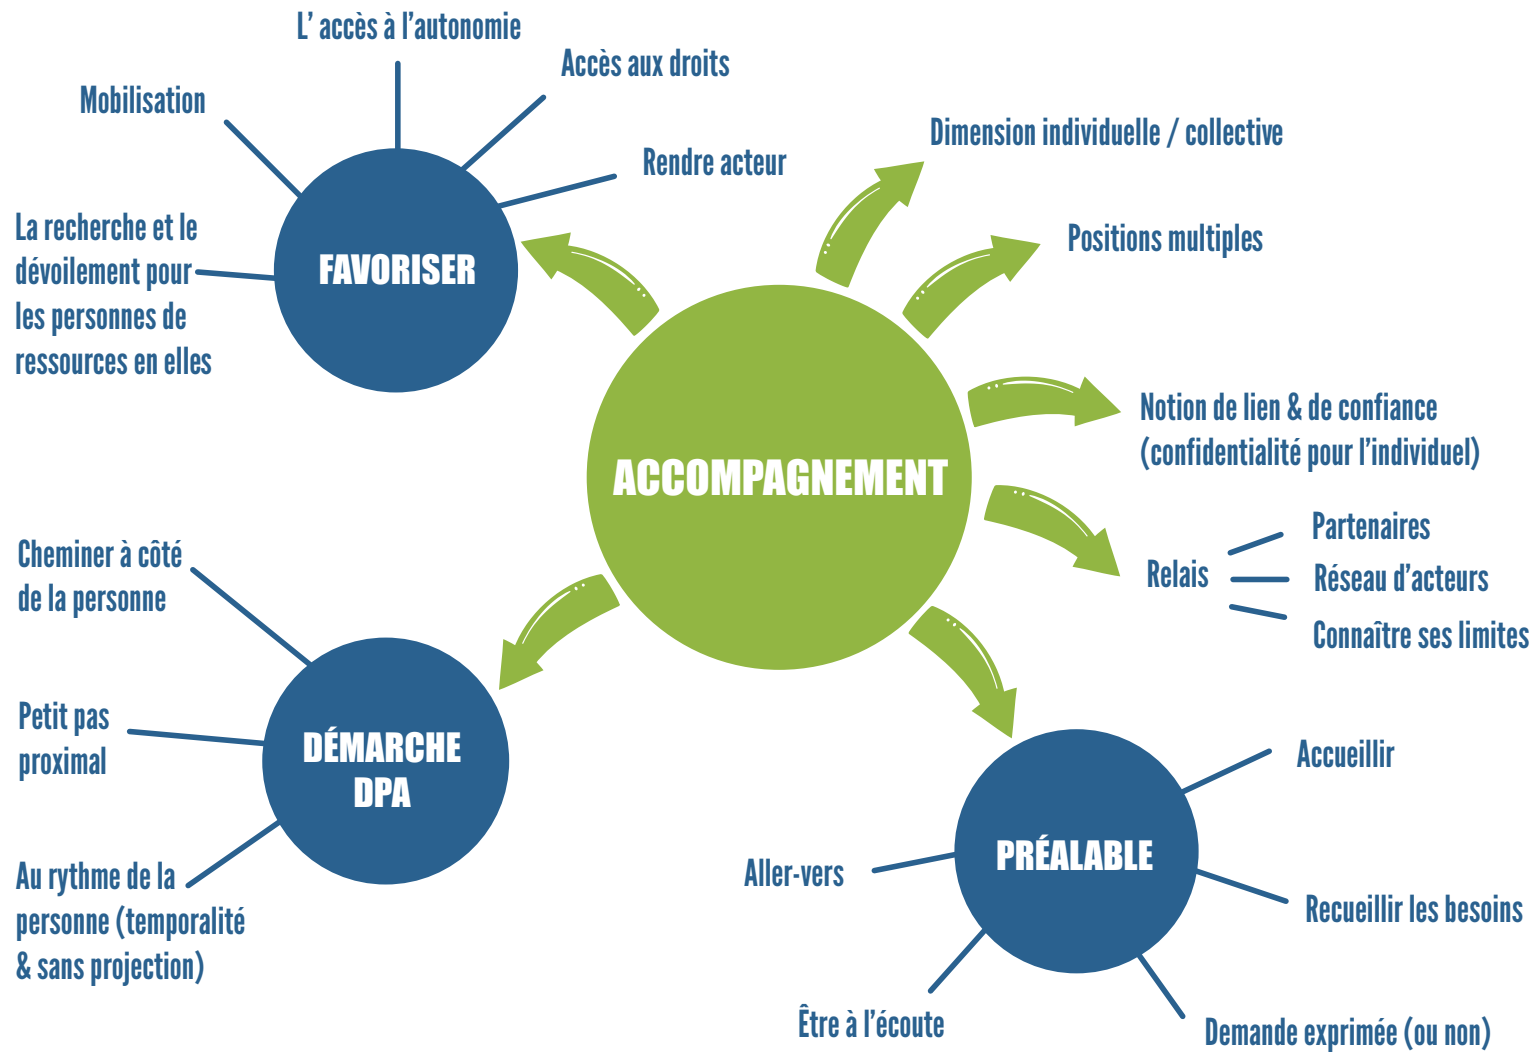 L' accès à l'autonomie
Accès aux droits
Mobilisation
Rendre acteur
La recherche et le
dévoilement pour
les personnes de
ressources en elles
FAVORISER
Dimension individuelle / collective
Positions multiples
Notion de lien & de confiance
(confidentialité pour l'individuel)
ACCOMPAGNEMENT
Relais
Partenaires
Réseau d'acteurs
Connaître ses limites
Cheminer à côté
de la personne
Petit pas
proximal
DÉMARCHE
DPA
Au rythme de la
personne (temporalité
& sans projection)
PRÉALABLE
Accueillir
Aller-vers
Recueillir les besoins
Être à l'écoute
Demande exprimée (ou non)